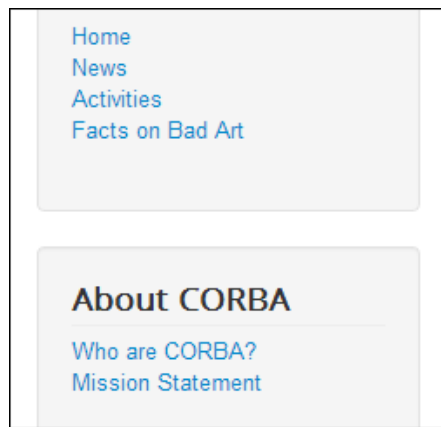 Home
News
Activities
Facts on Bad Art
About CORBA
Who are CORBA?
Mission Statement